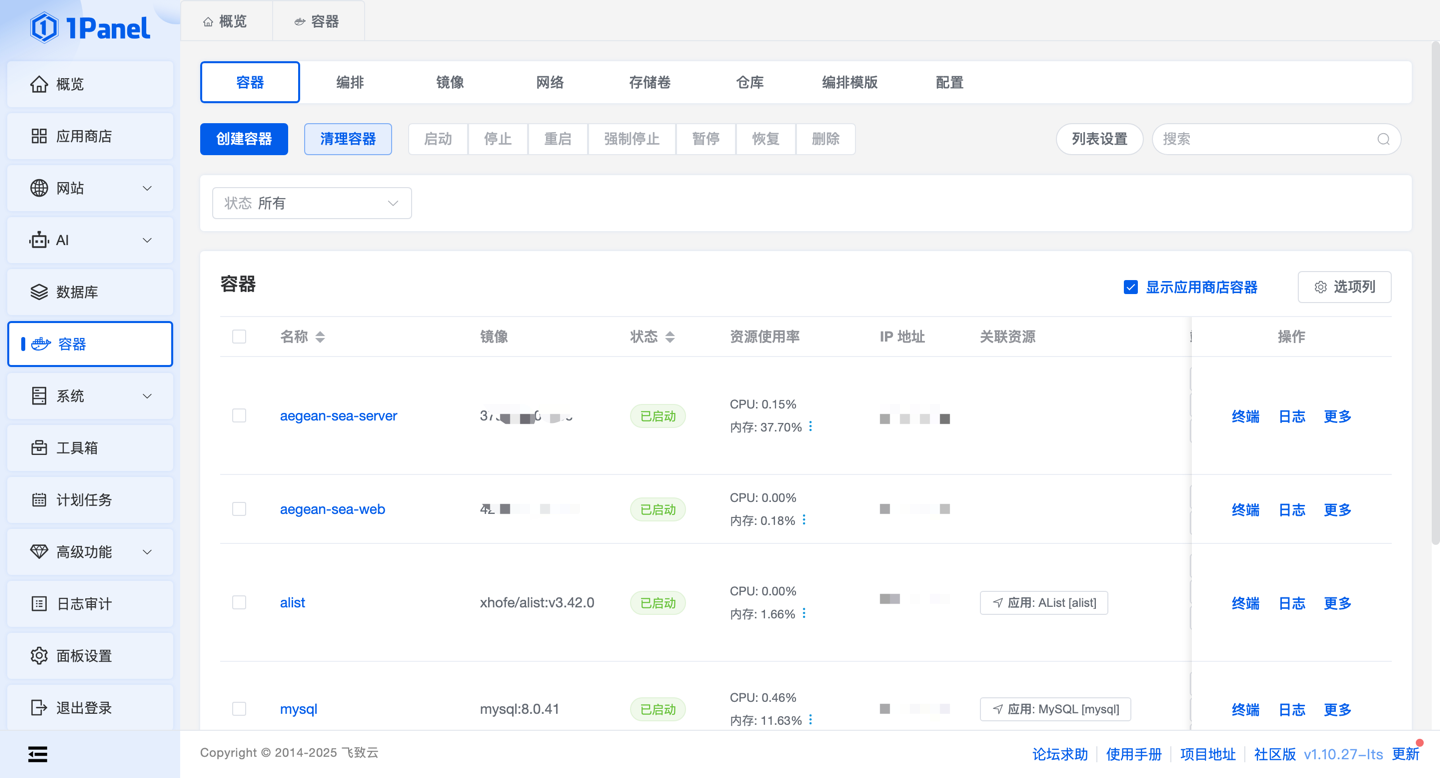 1Panel
概览
容器
概览
应用商店
网站
AI
数据库
容器
系统
工具箱
计划任务
高级功能
日志审计
面板设置
退出登录
容器 编排 镜像 网络 存储卷 仓库 编排模版 配置
创建容器 清理容器 启动 停止 重启 强制停止 暂停 恢复 删除 列表设置 搜索
状态 所有
容器
显示应用商店容器 选项列
名称 镜像 状态 资源使用率 IP 地址 关联资源 操作
aegean-sea-server 已启动 CPU: 0.15% 终端 日志 更多
内存: 37.70%
aegean-sea-web 已启动 CPU: 0.00% 终端 日志 更多
内存: 0.18%
alist xhofe/alist:v3.42.0 已启动 CPU: 0.00% 应用: AList [alist] 终端 日志 更多
内存: 1.66%
mysql mysql:8.0.41 已启动 CPU: 0.46% 应用: MySQL [mysql] 终端 日志 更多
内存: 11.63%
Copyright © 2014-2025 飞致云 论坛求助 使用手册 项目地址 社区版 v1.10.27-lts 更新